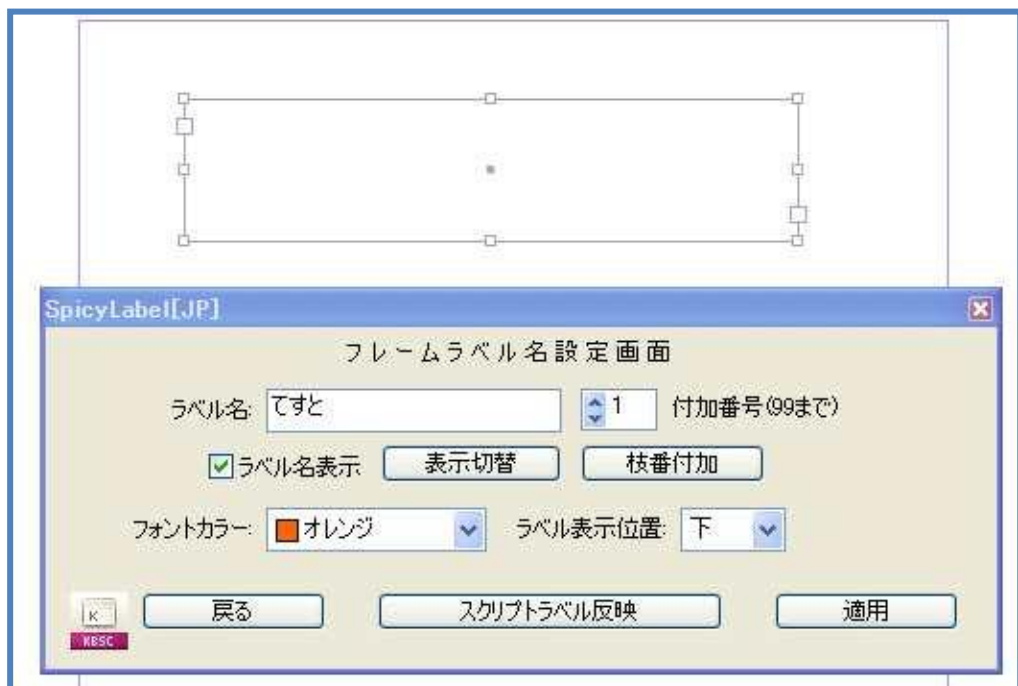 SpicyLabel[JP]
フレームラベル名設定画面
ラベル名: てすと 1 付加番号(99まで)
ラベル名表示 表示切替 枝番付加
フォントカラー: オレンジ ラベル表示位置: 下
K
KBSC
戻る スクリプトラベル反映 適用